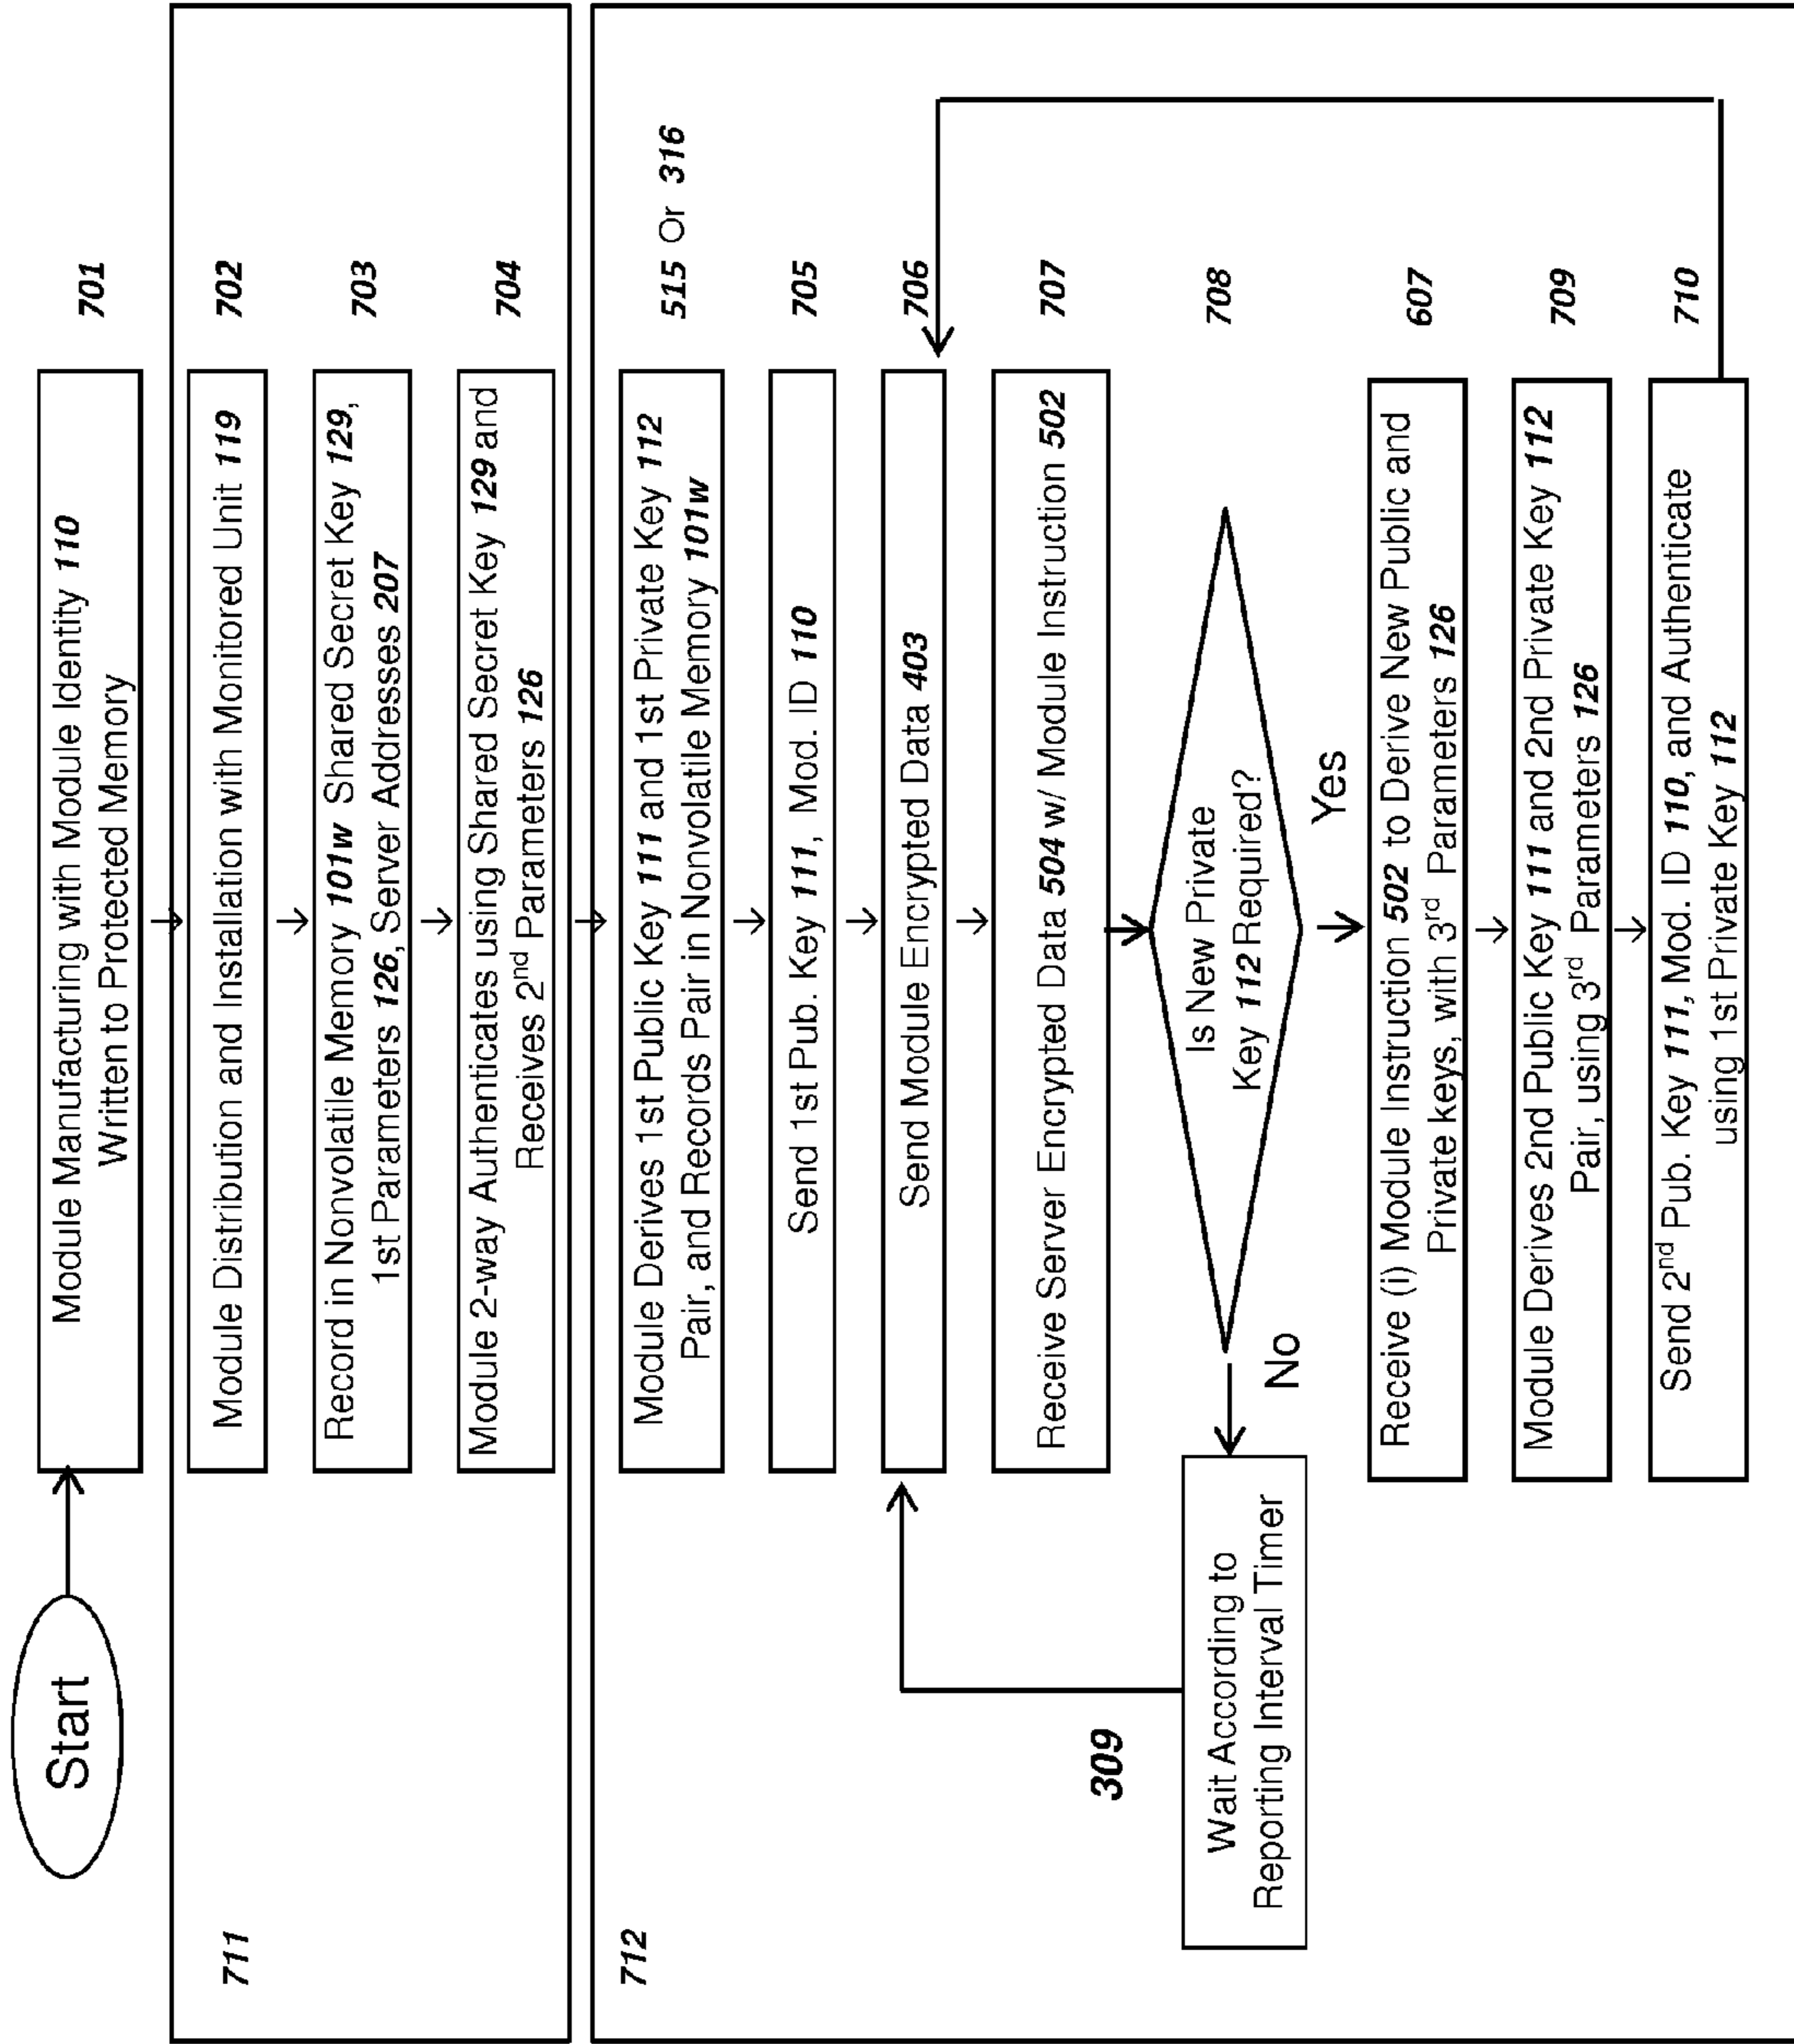 Start
Module Manufacturing with Module Identity 110
Written to Protected Memory
701
711
Module Distribution and Installation with Monitored Unit 119
702
Record in Nonvolatile Memory 101w Shared Secret Key 129,
1st Parameters 126, Server Addresses 207
703
Module 2-way Authenticates using Shared Secret Key 129 and
Receives 2nd Parameters 126
704
712
Module Derives 1st Public Key 111 and 1st Private Key 112
Pair, and Records Pair in Nonvolatile Memory 101w
515 Or 316
Send 1st Pub. Key 111, Mod. ID 110
705
Send Module Encrypted Data 403
706
Receive Server Encrypted Data 504 w/ Module Instruction 502
707
Is New Private
Key 112 Required?
708
No
Yes
309
Wait According to
Reporting Interval Timer
Receive (i) Module Instruction 502 to Derive New Public and
Private keys, with 3rd Parameters 126
607
Module Derives 2nd Public Key 111 and 2nd Private Key 112
Pair, using 3rd Parameters 126
709
Send 2nd Pub. Key 111, Mod. ID 110, and Authenticate
using 1st Private Key 112
710